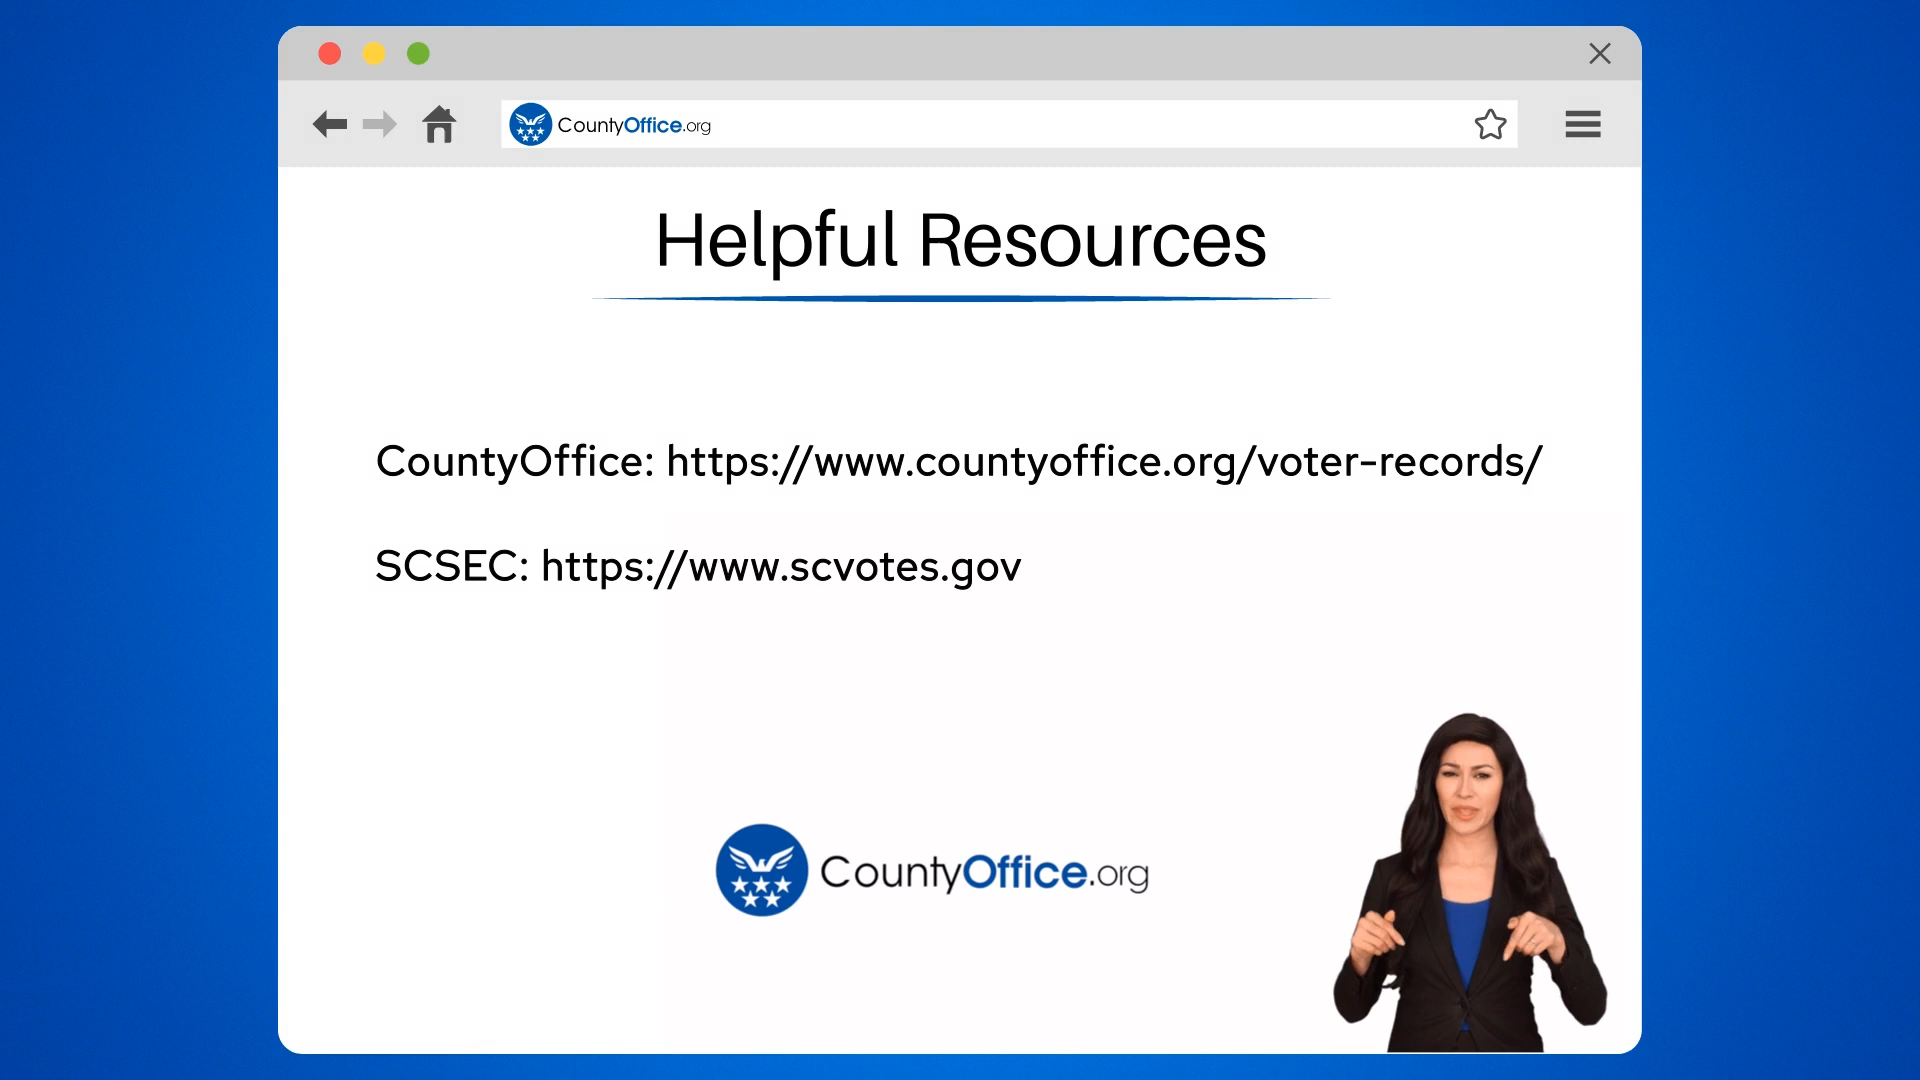 CountyOffice.org
Helpful Resources
CountyOffice: https://www.countyoffice.org/voter-records/
SCSEC: https://www.scvotes.gov
CountyOffice.org